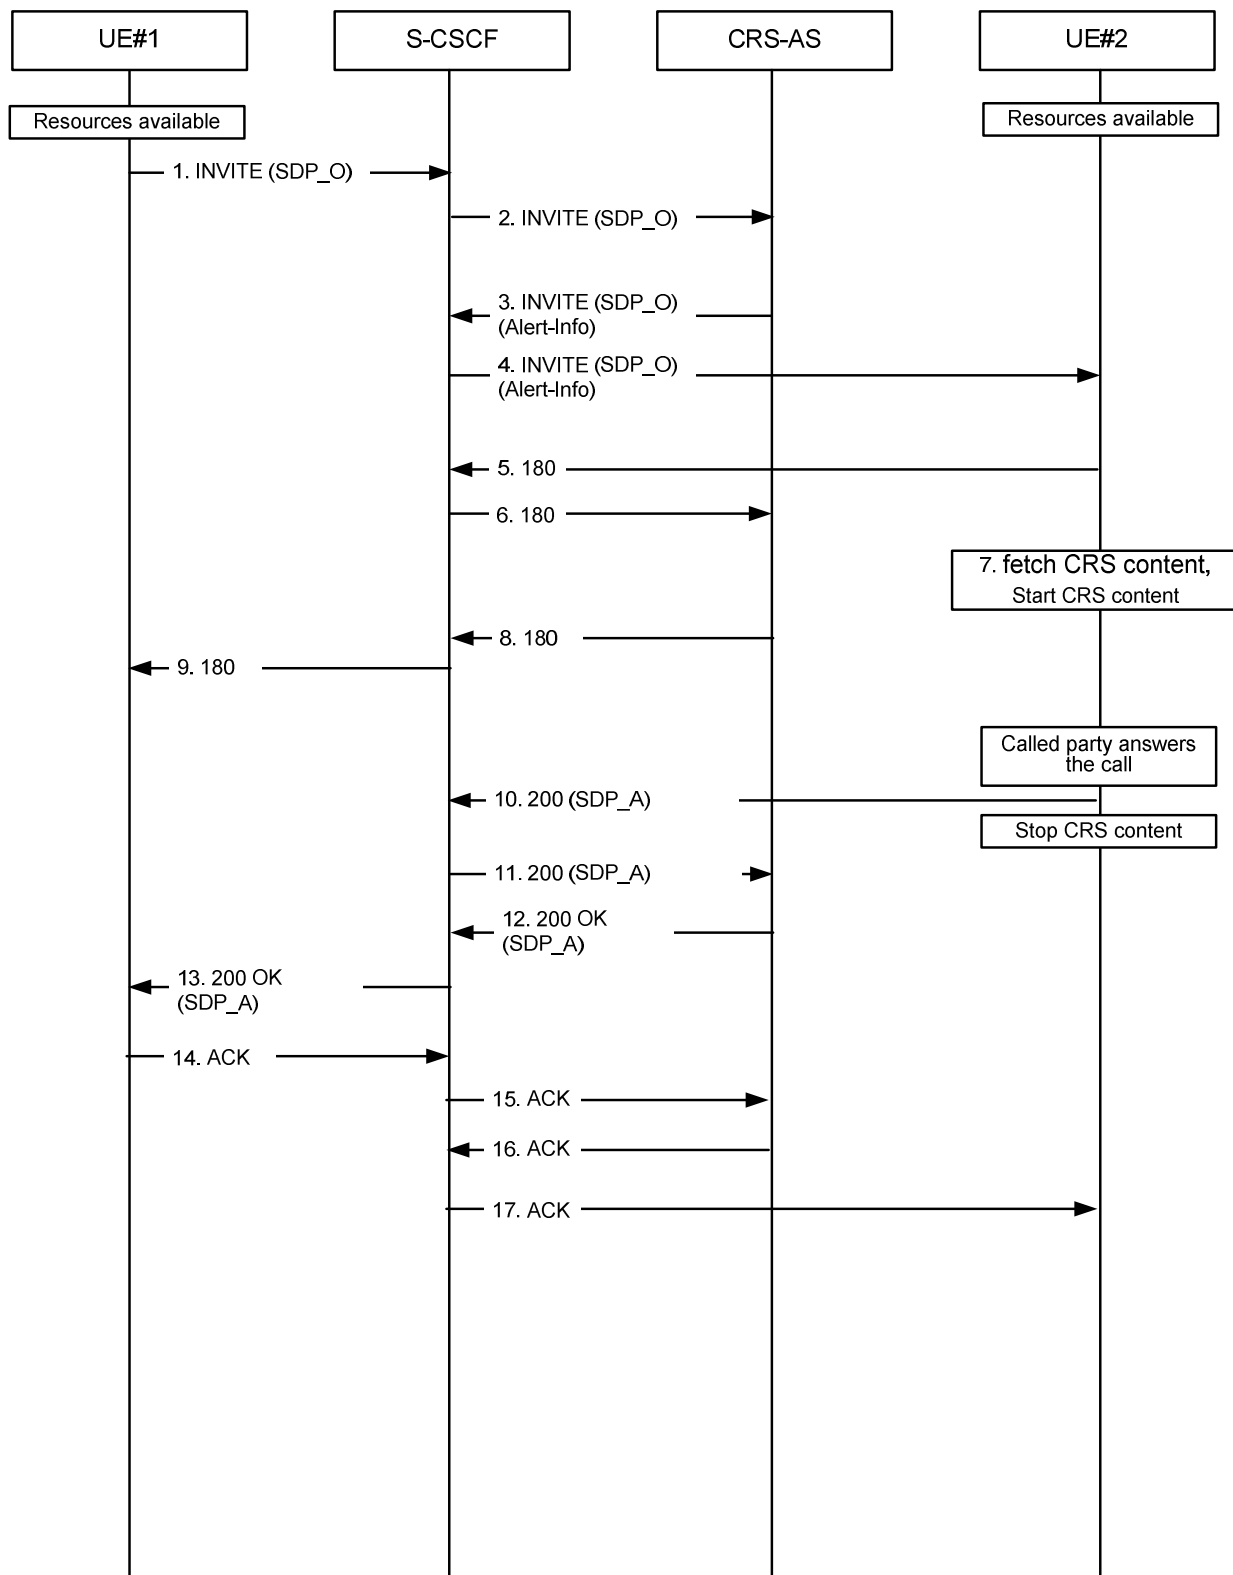 UE#1
S-CSCF
CRS-AS
UE#2
Resources available
Resources available
1. INVITE (SDP_O)
2. INVITE (SDP_O)
3. INVITE (SDP_O)
(Alert-Info)
4. INVITE (SDP_O)
(Alert-Info)
5. 180
6. 180
7. fetch CRS content,
Start CRS content
8. 180
9. 180
Called party answers
the call
10. 200 (SDP_A)
Stop CRS content
11. 200 (SDP_A)
12. 200 OK
(SDP_A)
13. 200 OK
(SDP_A)
14. ACK
15. ACK
16. ACK
17. ACK